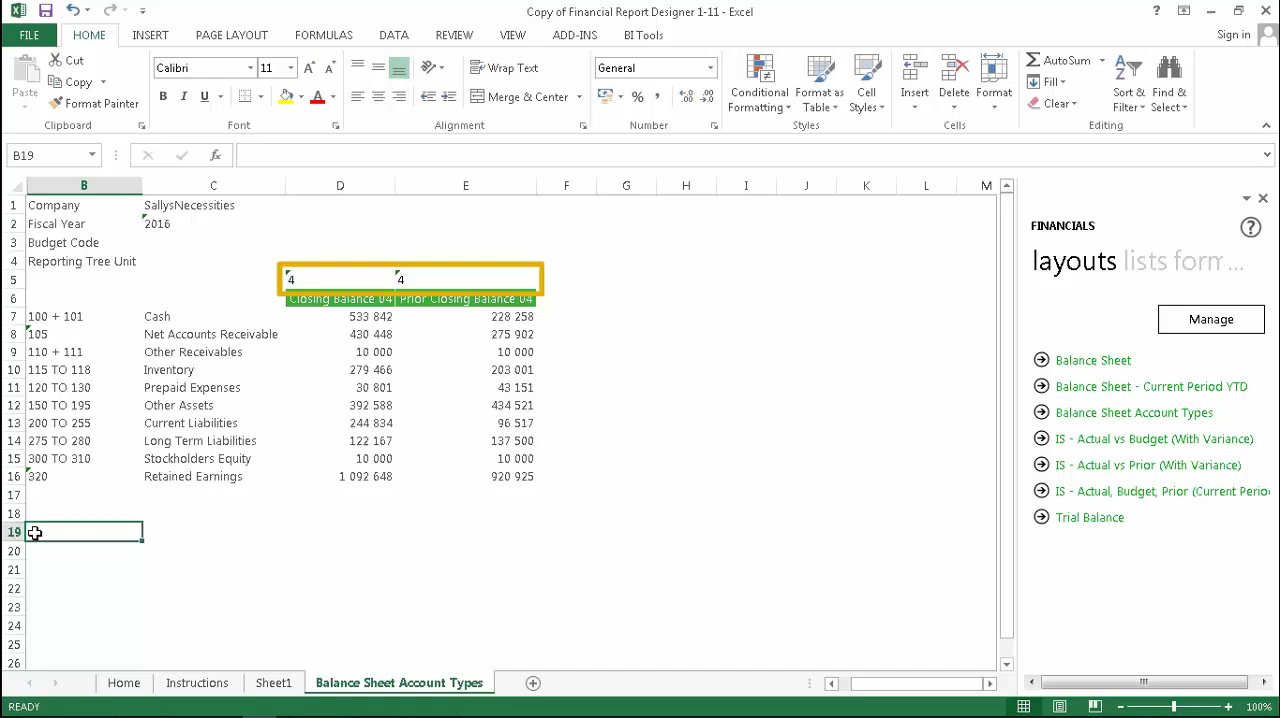 Copy of Financial Report Designer 1-11 - Excel
?
FILE HOME INSERT PAGE LAYOUT FORMULAS DATA REVIEW VIEW ADD-INS BI Tools Sign in
Paste
Cut
Copy
Format Painter
Clipboard
Calibri 11
B I U A
Font
Wrap Text
Merge & Center
Alignment
General
%
Number
Conditional Formatting
Format as Table
Cell Styles
Styles
Insert
Delete
Format
Cells
AutoSum
Fill
Clear
Sort & Filter
Find & Select
Editing
B19 fx
B C D E F G H I J K L M
1 Company SallysNecessities
2 Fiscal Year 2016
3 Budget Code
4 Reporting Tree Unit
5 4 4
6 Closing Balance 04 Prior Closing Balance 04
7 100 + 101 Cash 533 842 228 258
8 105 Net Accounts Receivable 430 448 275 902
9 110 + 111 Other Receivables 10 000 10 000
10 115 TO 118 Inventory 279 466 203 001
11 120 TO 130 Prepaid Expenses 30 801 43 151
12 150 TO 195 Other Assets 392 588 434 521
13 200 TO 255 Current Liabilities 244 834 96 517
14 275 TO 280 Long Term Liabilities 122 167 137 500
15 300 TO 310 Stockholders Equity 10 000 10 000
16 320 Retained Earnings 1 092 648 920 925
17
18
19
20
21
22
23
24
25
26
FINANCIALS ?
layouts lists form ...
Manage
Balance Sheet
Balance Sheet - Current Period YTD
Balance Sheet Account Types
IS - Actual vs Budget (With Variance)
IS - Actual vs Prior (With Variance)
IS - Actual, Budget, Prior (Current Perio
Trial Balance
Home Instructions Sheet1 Balance Sheet Account Types
READY 100%